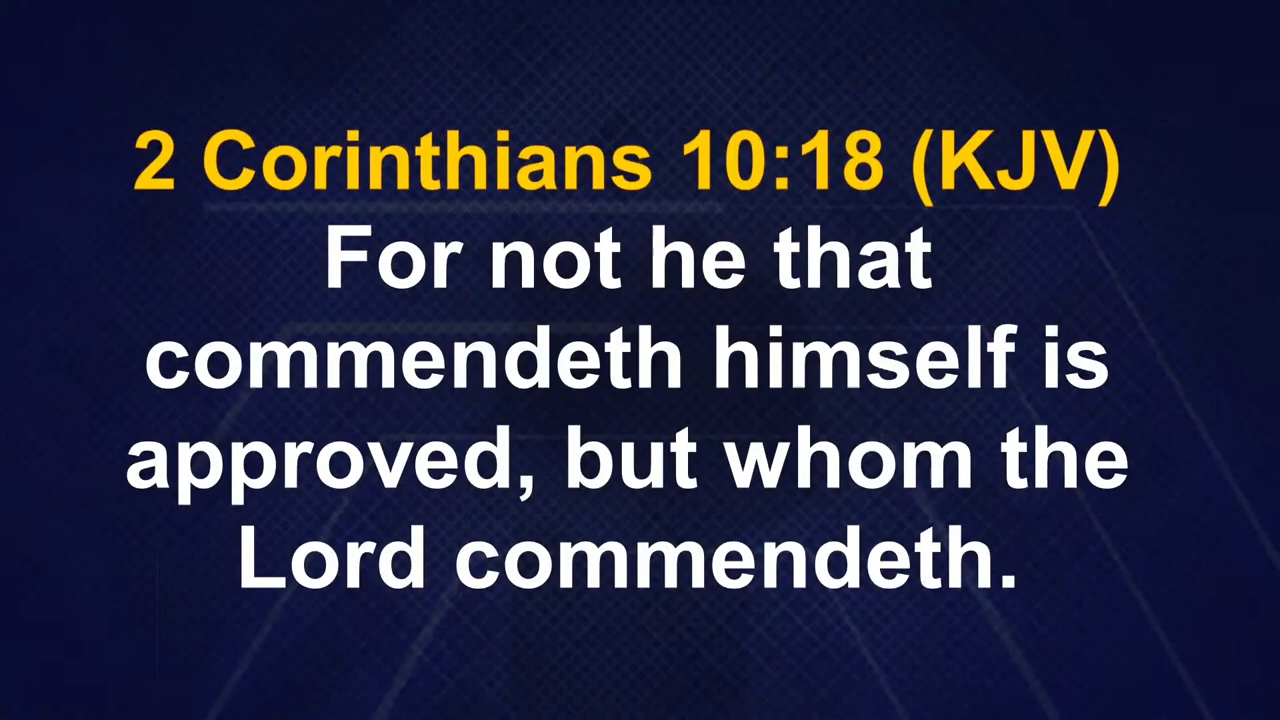 2 Corinthians 10:18 (KJV)
For not he that
commendeth himself is
approved, but whom the
Lord commendeth.